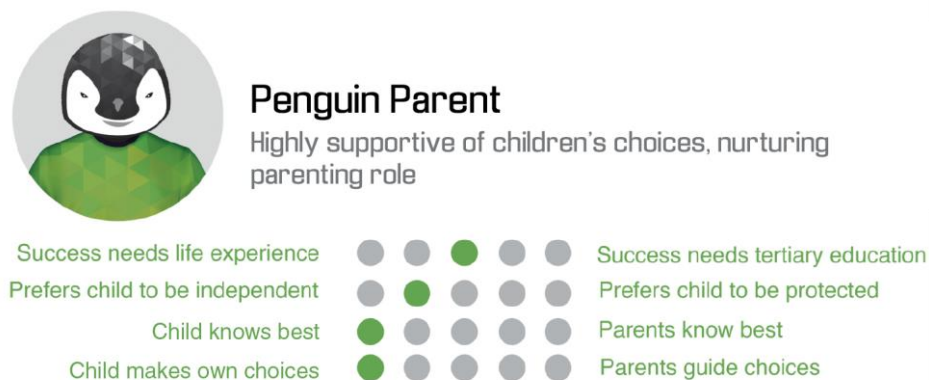 Penguin Parent
Highly supportive of children's choices, nurturing
parenting role
Success needs life experience Success needs tertiary education
Prefers child to be independent Prefers child to be protected
Child knows best Parents know best
Child makes own choices Parents guide choices